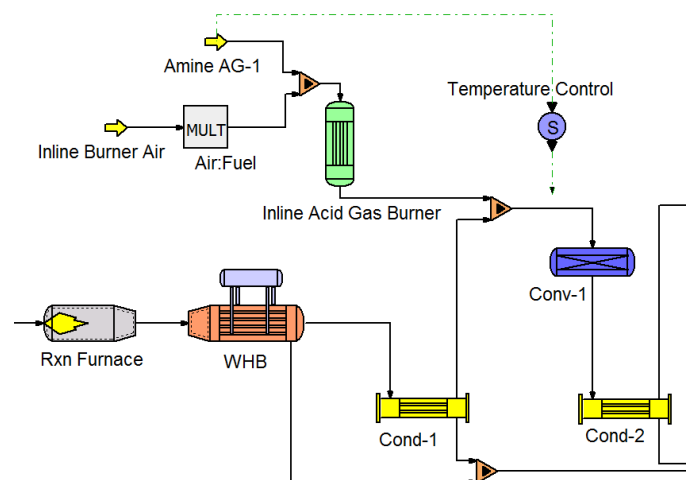 Amine AG-1
Temperature Control
S
MULT
Inline Burner Air
Air:Fuel
Inline Acid Gas Burner
Conv-1
Rxn Furnace
WHB
Cond-1
Cond-2